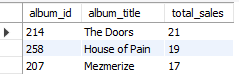 album_id album_title total_sales
214 The Doors 21
258 House of Pain 19
207 Mezmerize 17